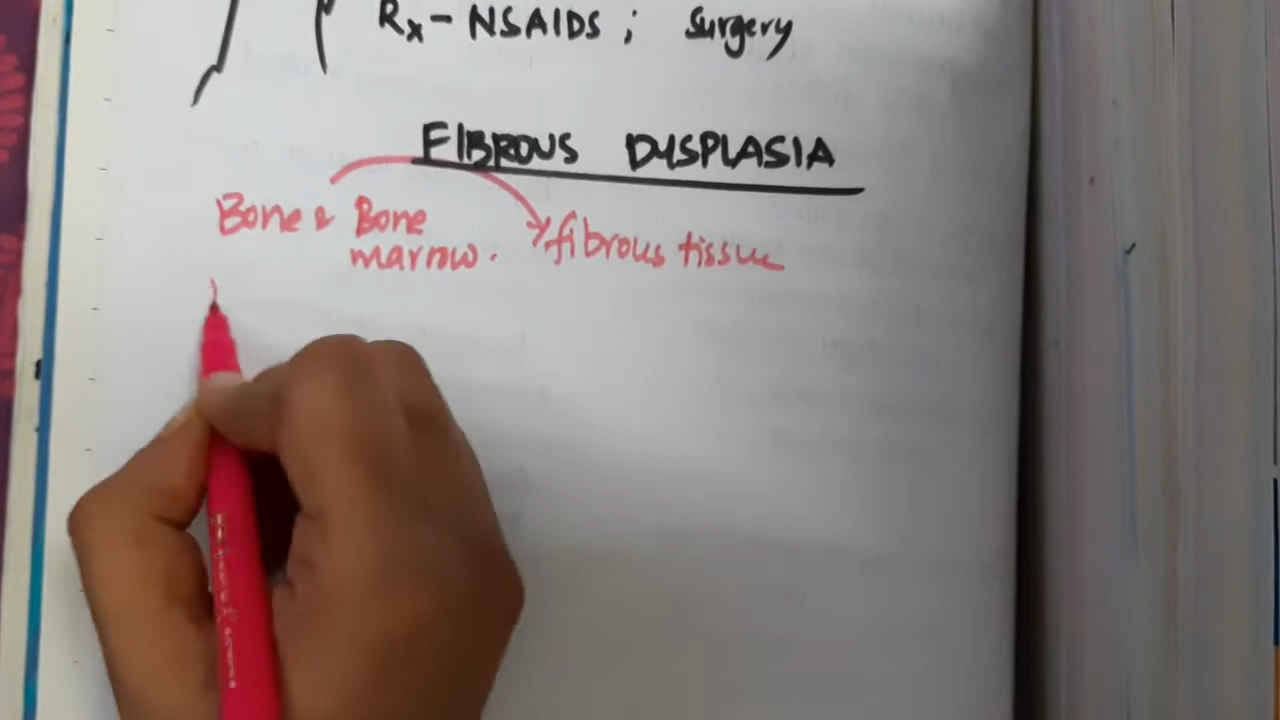 Rx - NSAIDS ; Surgery
FIBROUS DYSPLASIA
Bone & Bone marrow. fibrous tissue